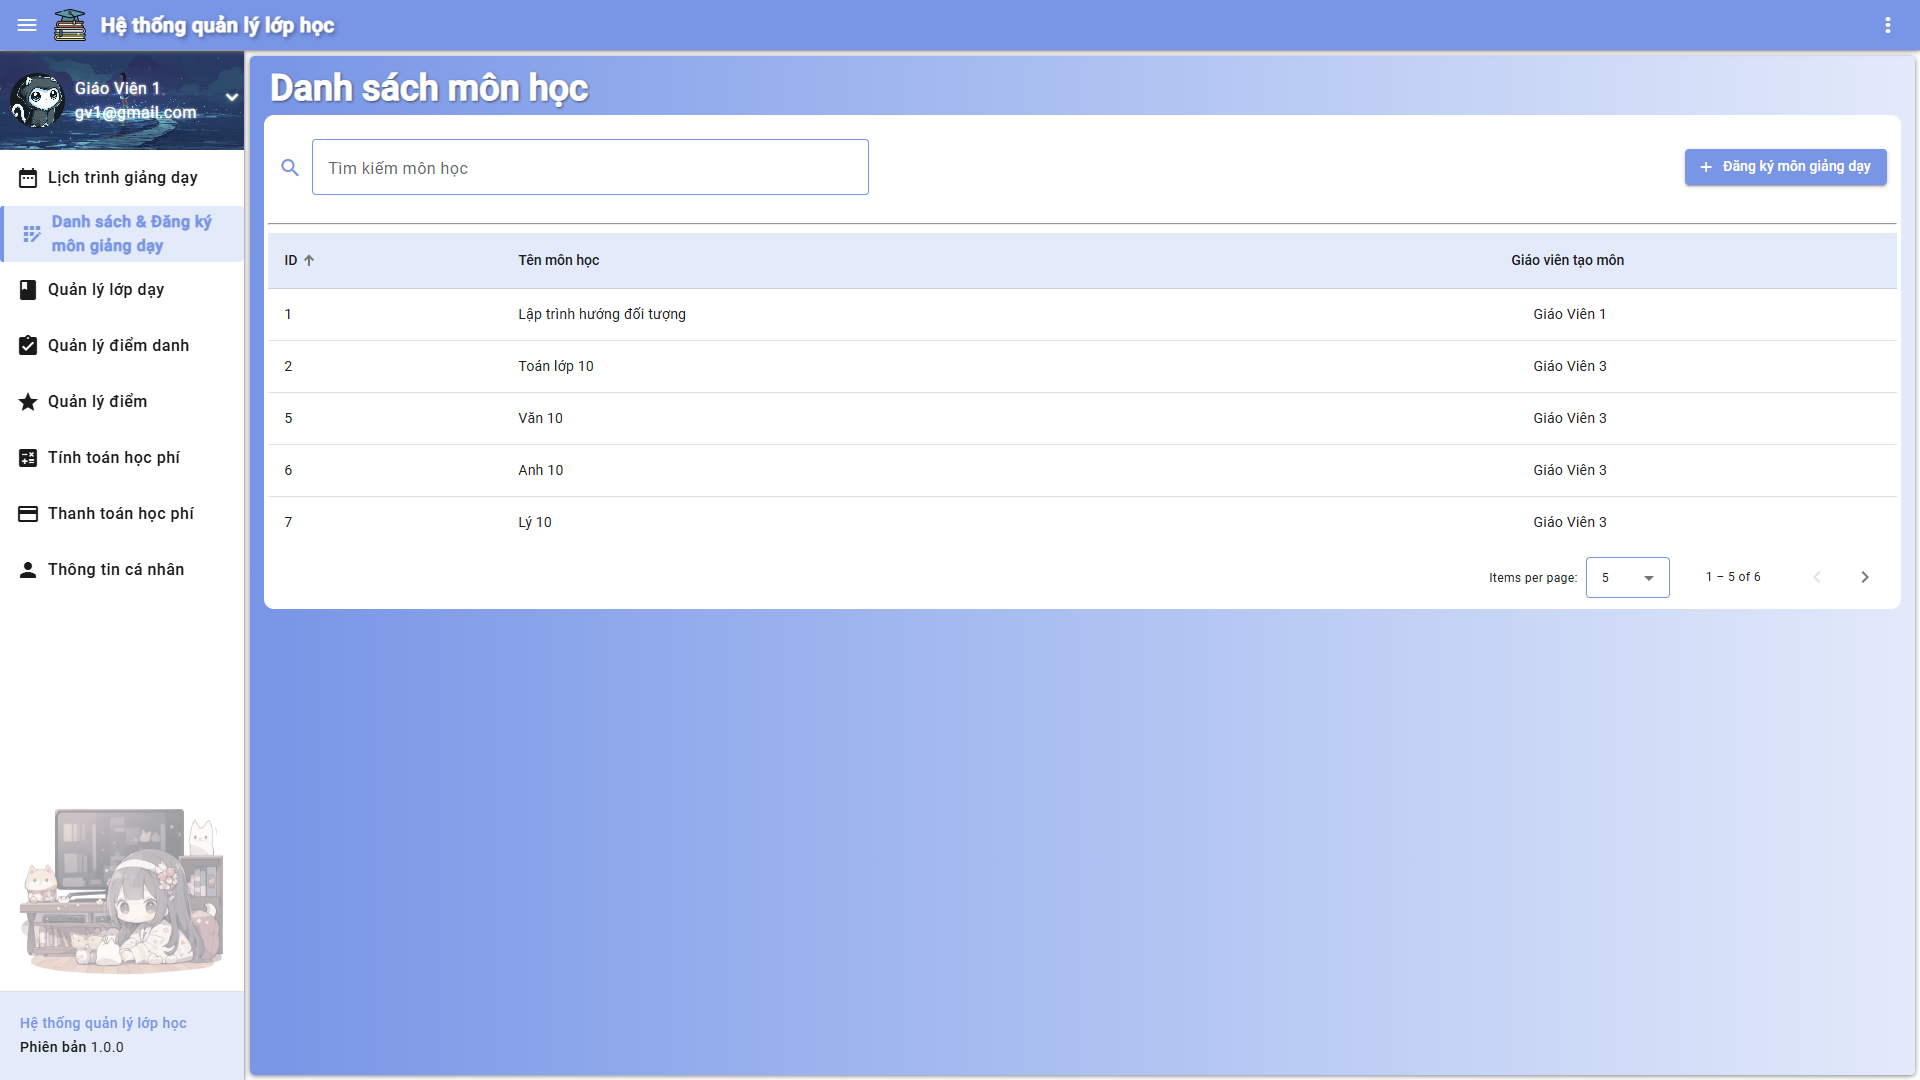 Hệ thống quản lý lớp học
Giáo Viên 1
gv1@gmail.com
Lịch trình giảng dạy
Danh sách & Đăng ký
môn giảng dạy
Quản lý lớp dạy
Quản lý điểm danh
Quản lý điểm
Tính toán học phí
Thanh toán học phí
Thông tin cá nhân
Hệ thống quản lý lớp học
Phiên bản 1.0.0
Danh sách môn học
Tìm kiếm môn học
Đăng ký môn giảng dạy
ID Tên môn học Giáo viên tạo môn
1 Lập trình hướng đối tượng Giáo Viên 1
2 Toán lớp 10 Giáo Viên 3
5 Văn 10 Giáo Viên 3
6 Anh 10 Giáo Viên 3
7 Lý 10 Giáo Viên 3
Items per page: 5 1 – 5 of 6